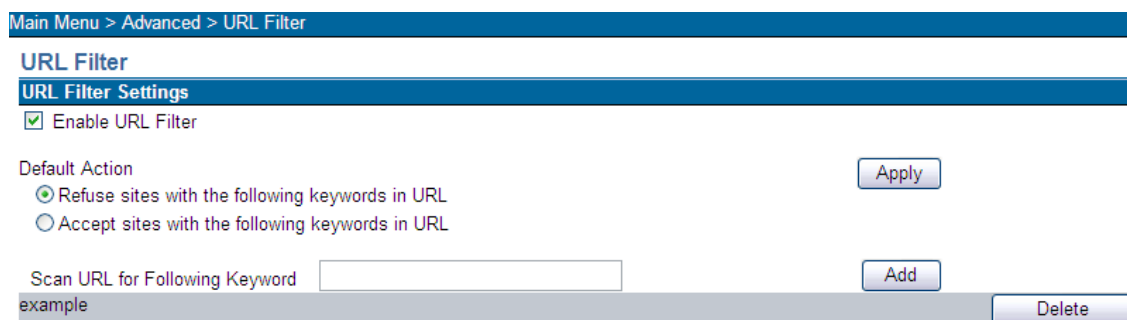 Main Menu > Advanced > URL Filter
URL Filter
URL Filter Settings
Enable URL Filter
Default Action
Apply
Refuse sites with the following keywords in URL
Accept sites with the following keywords in URL
Scan URL for Following Keyword
Add
example
Delete